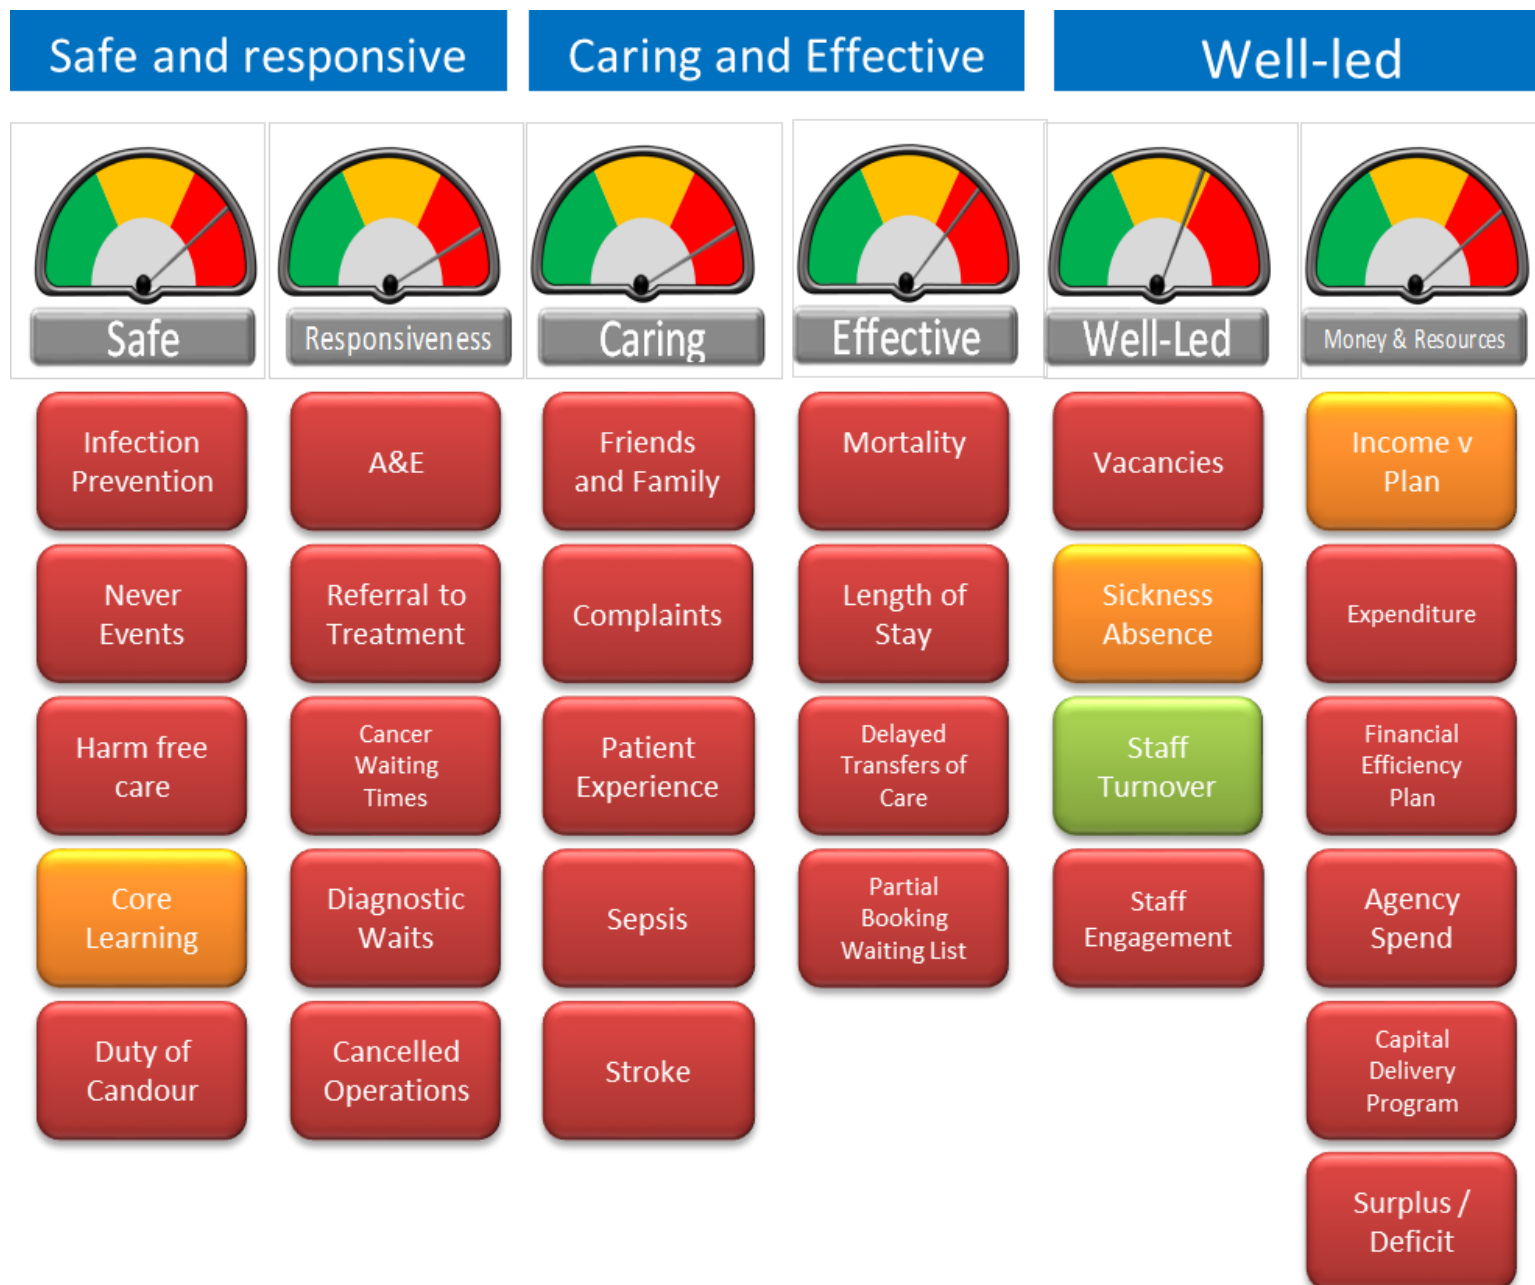 Safe and responsive
Caring and Effective
Well-led
Safe
Responsiveness
Caring
Effective
Well-Led
Money & Resources
Infection
Prevention
A&E
Friends
and Family
Mortality
Vacancies
Income v
Plan
Never
Events
Referral to
Treatment
Complaints
Length of
Stay
Sickness
Absence
Expenditure
Harm free
care
Cancer
Waiting
Times
Patient
Experience
Delayed
Transfers of
Care
Staff
Turnover
Financial
Efficiency
Plan
Core
Learning
Diagnostic
Waits
Sepsis
Partial
Booking
Waiting List
Staff
Engagement
Agency
Spend
Duty of
Candour
Cancelled
Operations
Stroke
Capital
Delivery
Program
Surplus /
Deficit